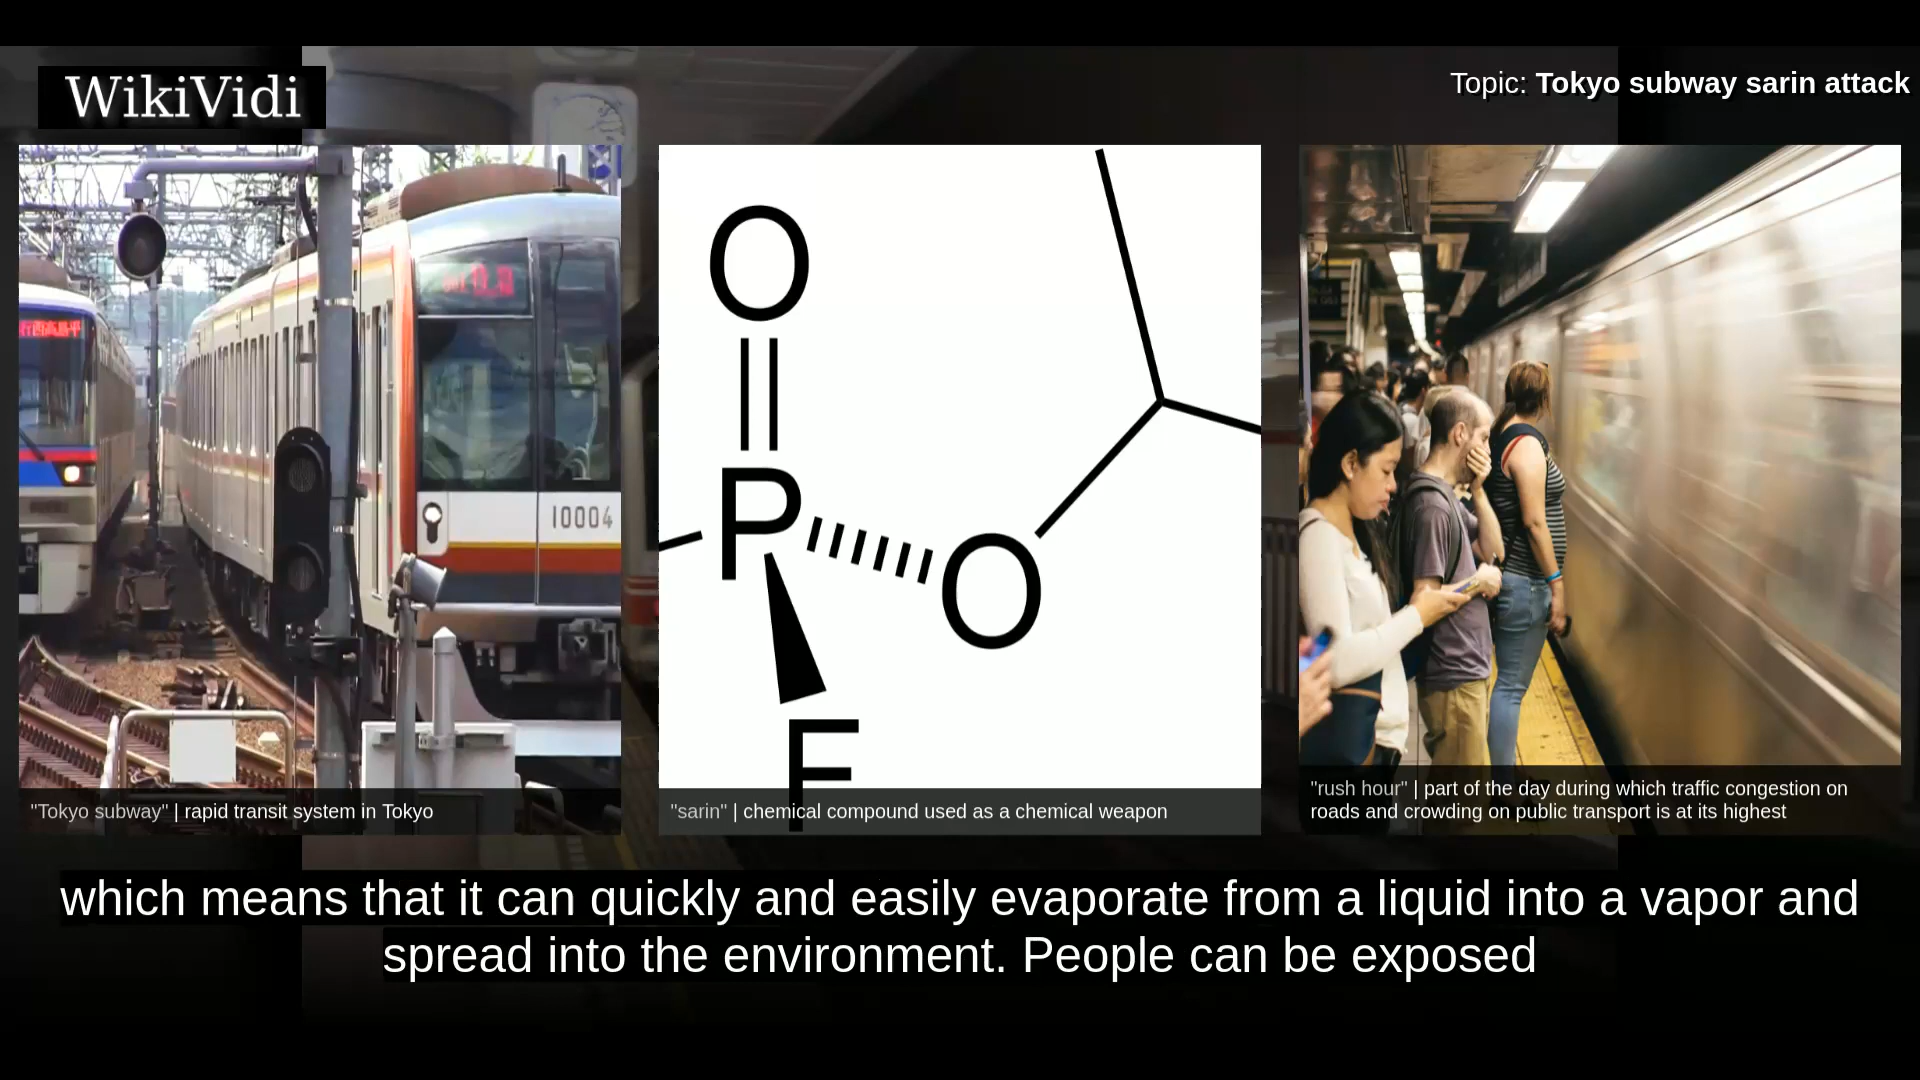 WikiVidi
Topic: Tokyo subway sarin attack
10004
O
P
O
F
"Tokyo subway" | rapid transit system in Tokyo
"sarin" | chemical compound used as a chemical weapon
"rush hour" | part of the day during which traffic congestion on
roads and crowding on public transport is at its highest
which means that it can quickly and easily evaporate from a liquid into a vapor and
spread into the environment. People can be exposed